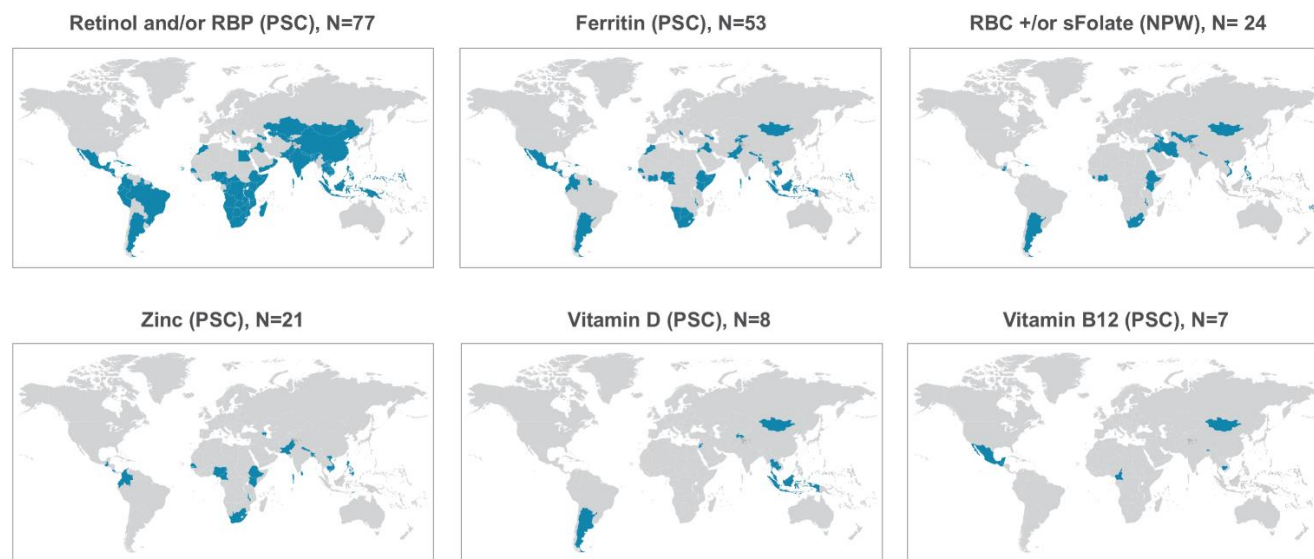 Retinol and/or RBP (PSC), N=77
Ferritin (PSC), N=53
RBC +/or sFolate (NPW), N= 24
Zinc (PSC), N=21
Vitamin D (PSC), N=8
Vitamin B12 (PSC), N=7